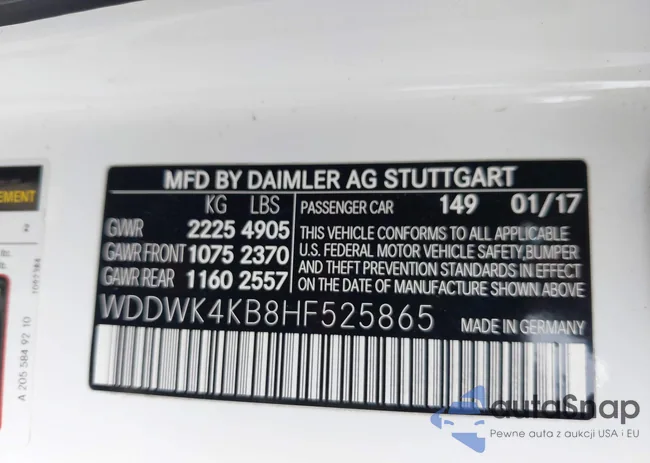 MFD BY DAIMLER AG STUTTGART
KG LBS
GVWR 2225 4905
GAWR FRONT 1075 2370
GAWR REAR 1160 2557
PASSENGER CAR 149 01/17
THIS VEHICLE CONFORMS TO ALL APPLICABLE
U.S. FEDERAL MOTOR VEHICLE SAFETY, BUMPER
AND THEFT PREVENTION STANDARDS IN EFFECT
ON THE DATE OF MANUFACTURE SHOWN ABOVE.
WDDWK4KB8HF525865 MADE IN GERMANY
EMENT
2
A 205 584 92 10
autoSnap
Pewne auta z aukcji USA i EU